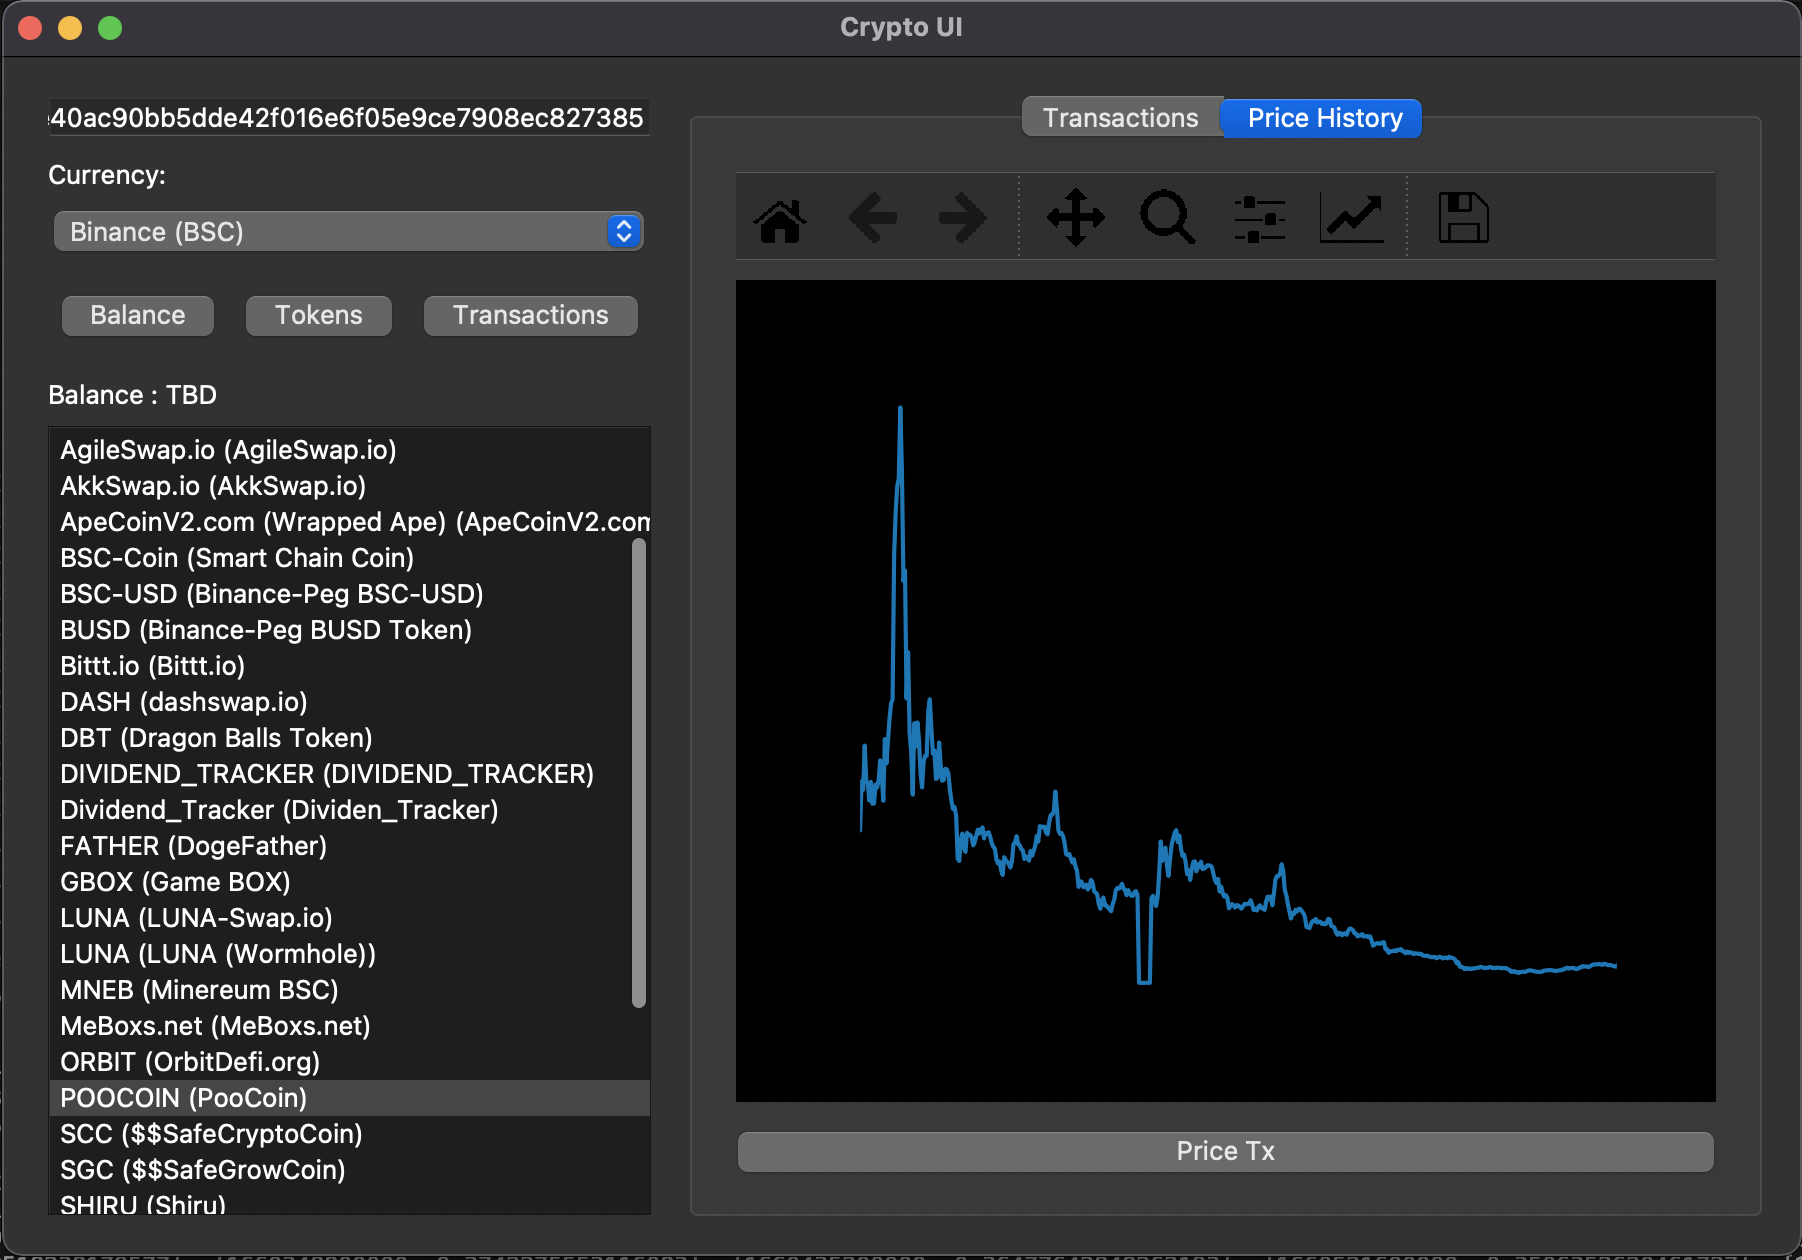 Crypto UI
40ac90bb5dde42f016e6f05e9ce7908ec827385
Currency:
Binance (BSC)
Balance
Tokens
Transactions
Balance : TBD
AgileSwap.io (AgileSwap.io)
AkkSwap.io (AkkSwap.io)
ApeCoinV2.com (Wrapped Ape) (ApeCoinV2.com
BSC-Coin (Smart Chain Coin)
BSC-USD (Binance-Peg BSC-USD)
BUSD (Binance-Peg BUSD Token)
Bittt.io (Bittt.io)
DASH (dashswap.io)
DBT (Dragon Balls Token)
DIVIDEND_TRACKER (DIVIDEND_TRACKER)
Dividend_Tracker (Dividen_Tracker)
FATHER (DogeFather)
GBOX (Game BOX)
LUNA (LUNA-Swap.io)
LUNA (LUNA (Wormhole))
MNEB (Minereum BSC)
MeBoxs.net (MeBoxs.net)
ORBIT (OrbitDefi.org)
POOCOIN (PooCoin)
SCC ($$SafeCryptoCoin)
SGC ($$SafeGrowCoin)
SHIRU (Shiru)
Transactions
Price History
Price Tx